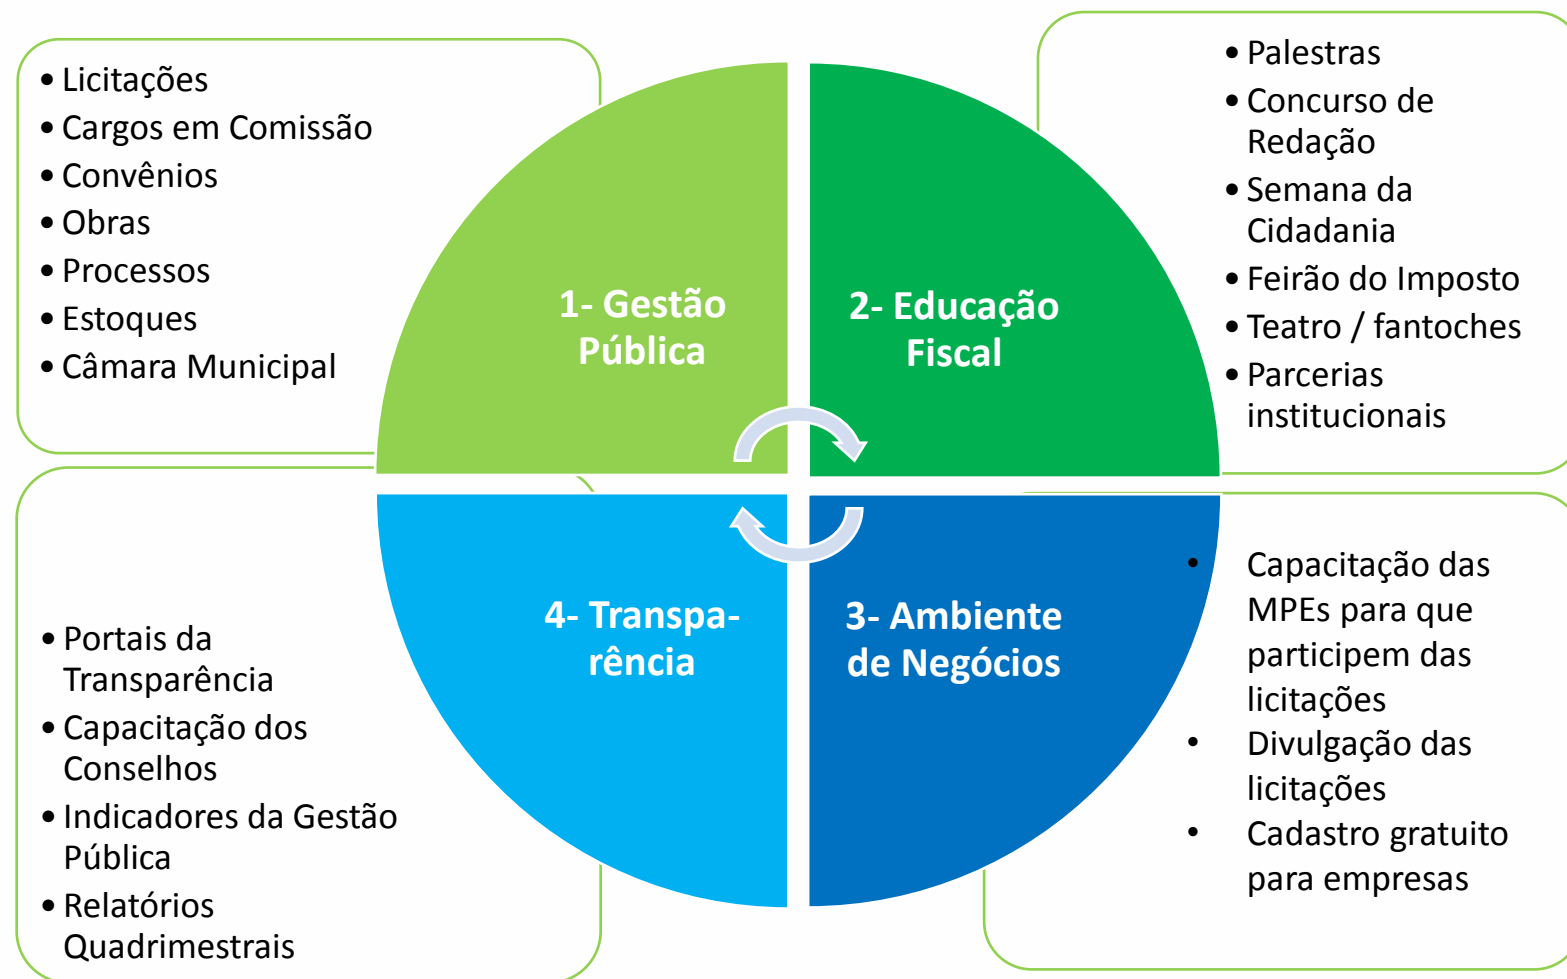 • Licitações
• Cargos em Comissão
• Convênios
• Obras
• Processos
• Estoques
• Câmara Municipal
1- Gestão
Pública
2- Educação
Fiscal
• Palestras
• Concurso de
Redação
• Semana da
Cidadania
• Feirão do Imposto
• Teatro / fantoches
• Parcerias
institucionais
• Portais da
Transparência
• Capacitação dos
Conselhos
• Indicadores da Gestão
Pública
• Relatórios
Quadrimestrais
4- Transpa-
rência
3- Ambiente
de Negócios
• Capacitação das
MPEs para que
participem das
licitações
• Divulgação das
licitações
• Cadastro gratuito
para empresas